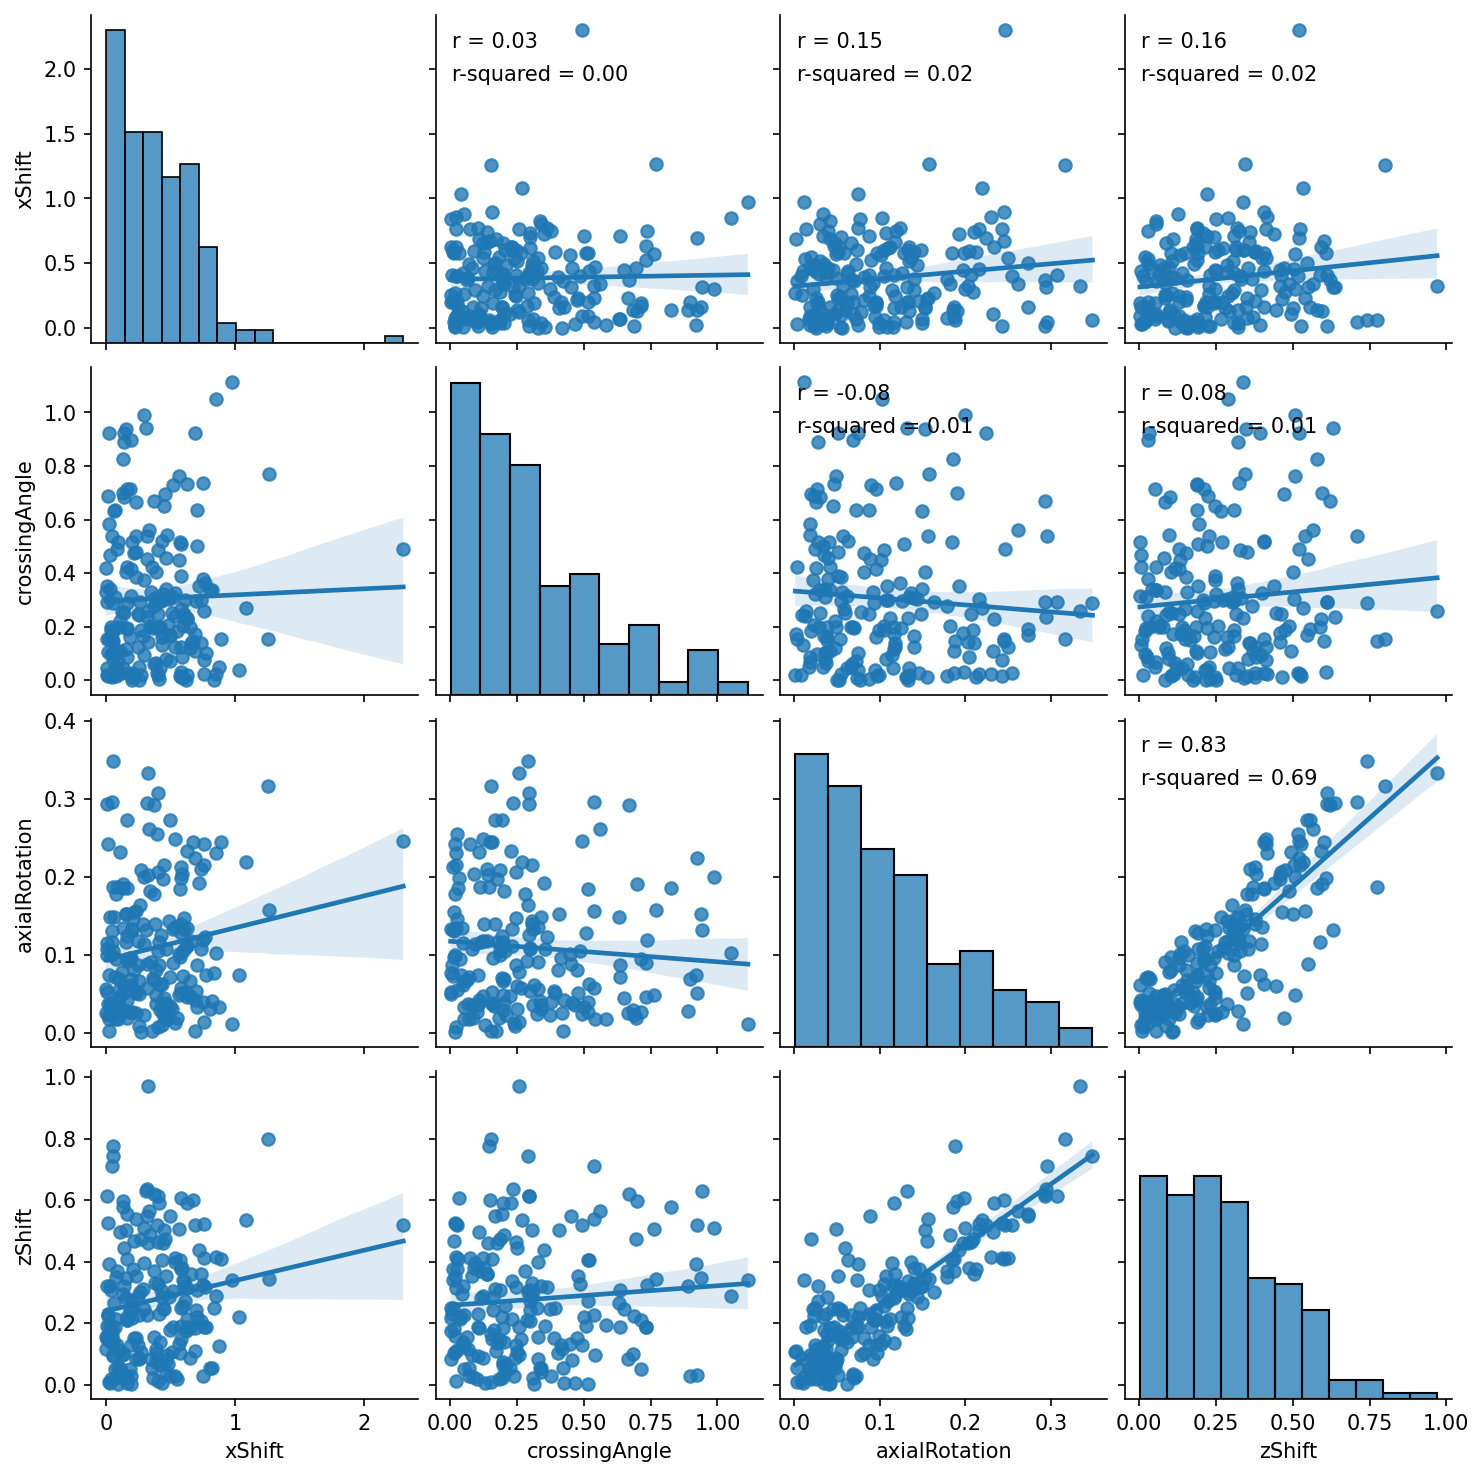 r = 0.03
r-squared = 0.00
r = 0.15
r-squared = 0.02
r = 0.16
r-squared = 0.02
xShift
2.0
1.5
1.0
0.5
0.0
0
1
2
r = -0.08
r-squared = 0.01
r = 0.08
r-squared = 0.01
crossingAngle
1.0
0.8
0.6
0.4
0.2
0.0
r = 0.83
r-squared = 0.69
axialRotation
0.4
0.3
0.2
0.1
0.0
zShift
1.0
0.8
0.6
0.4
0.2
0.0
0 1 2
0.00 0.25 0.50 0.75 1.00
0.0 0.1 0.2 0.3
0.00 0.25 0.50 0.75 1.00
xShift
crossingAngle
axialRotation
zShift